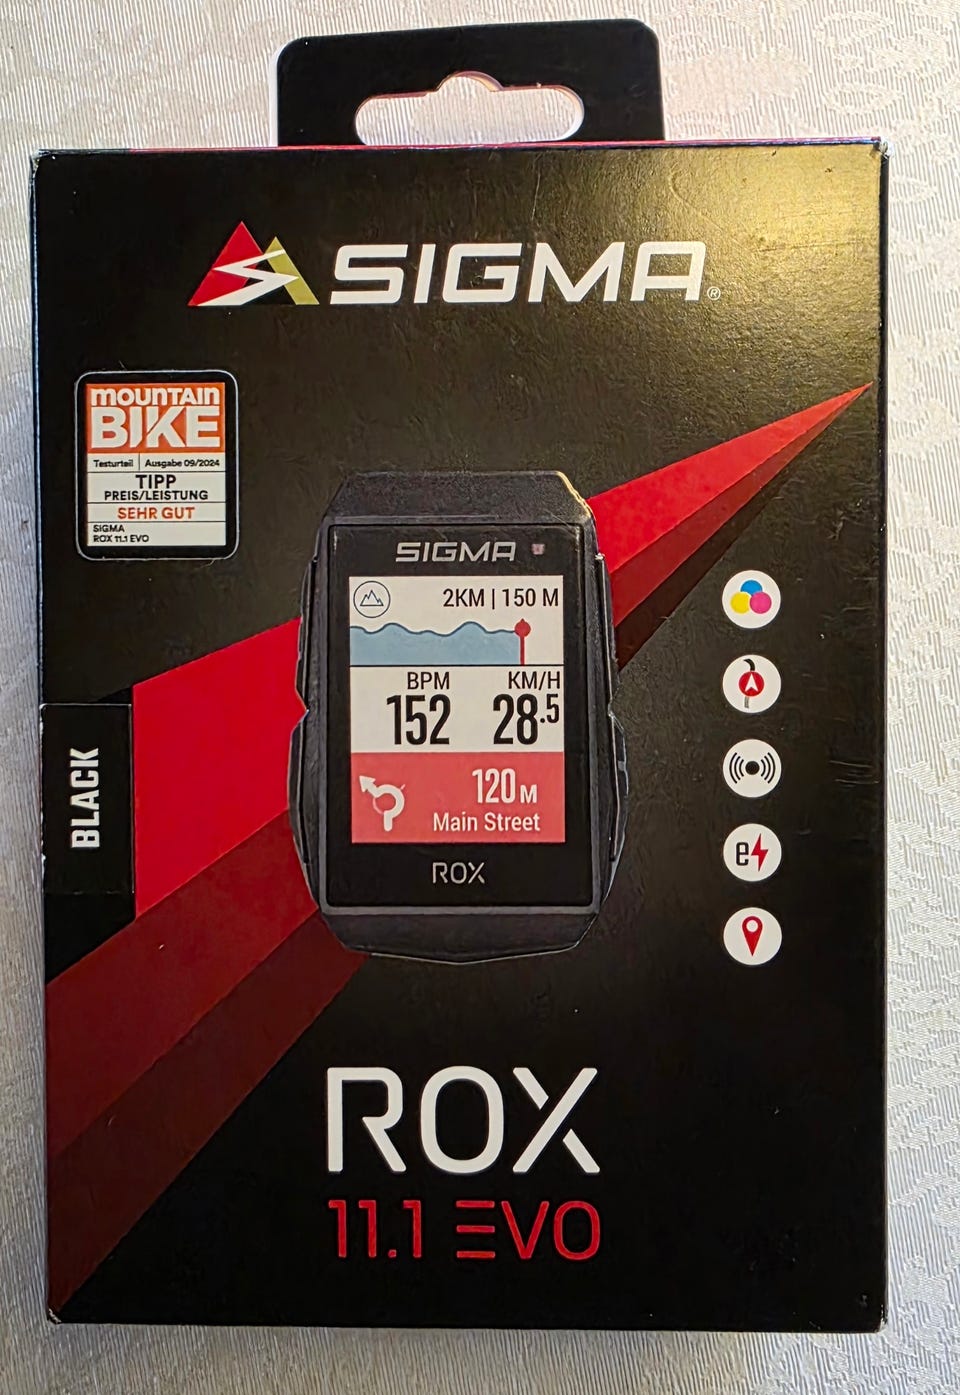 SIGMA®
mountain
BIKE
Testurteil Ausgabe 09/2024
TIPP
PREIS/LEISTUNG
SEHR GUT
SIGMA
ROX 11.1 EVO
SIGMA
2KM | 150 M
BPM KM/H
152 28.5
120 M
Main Street
ROX
BLACK
e
ROX
11.1 EVO